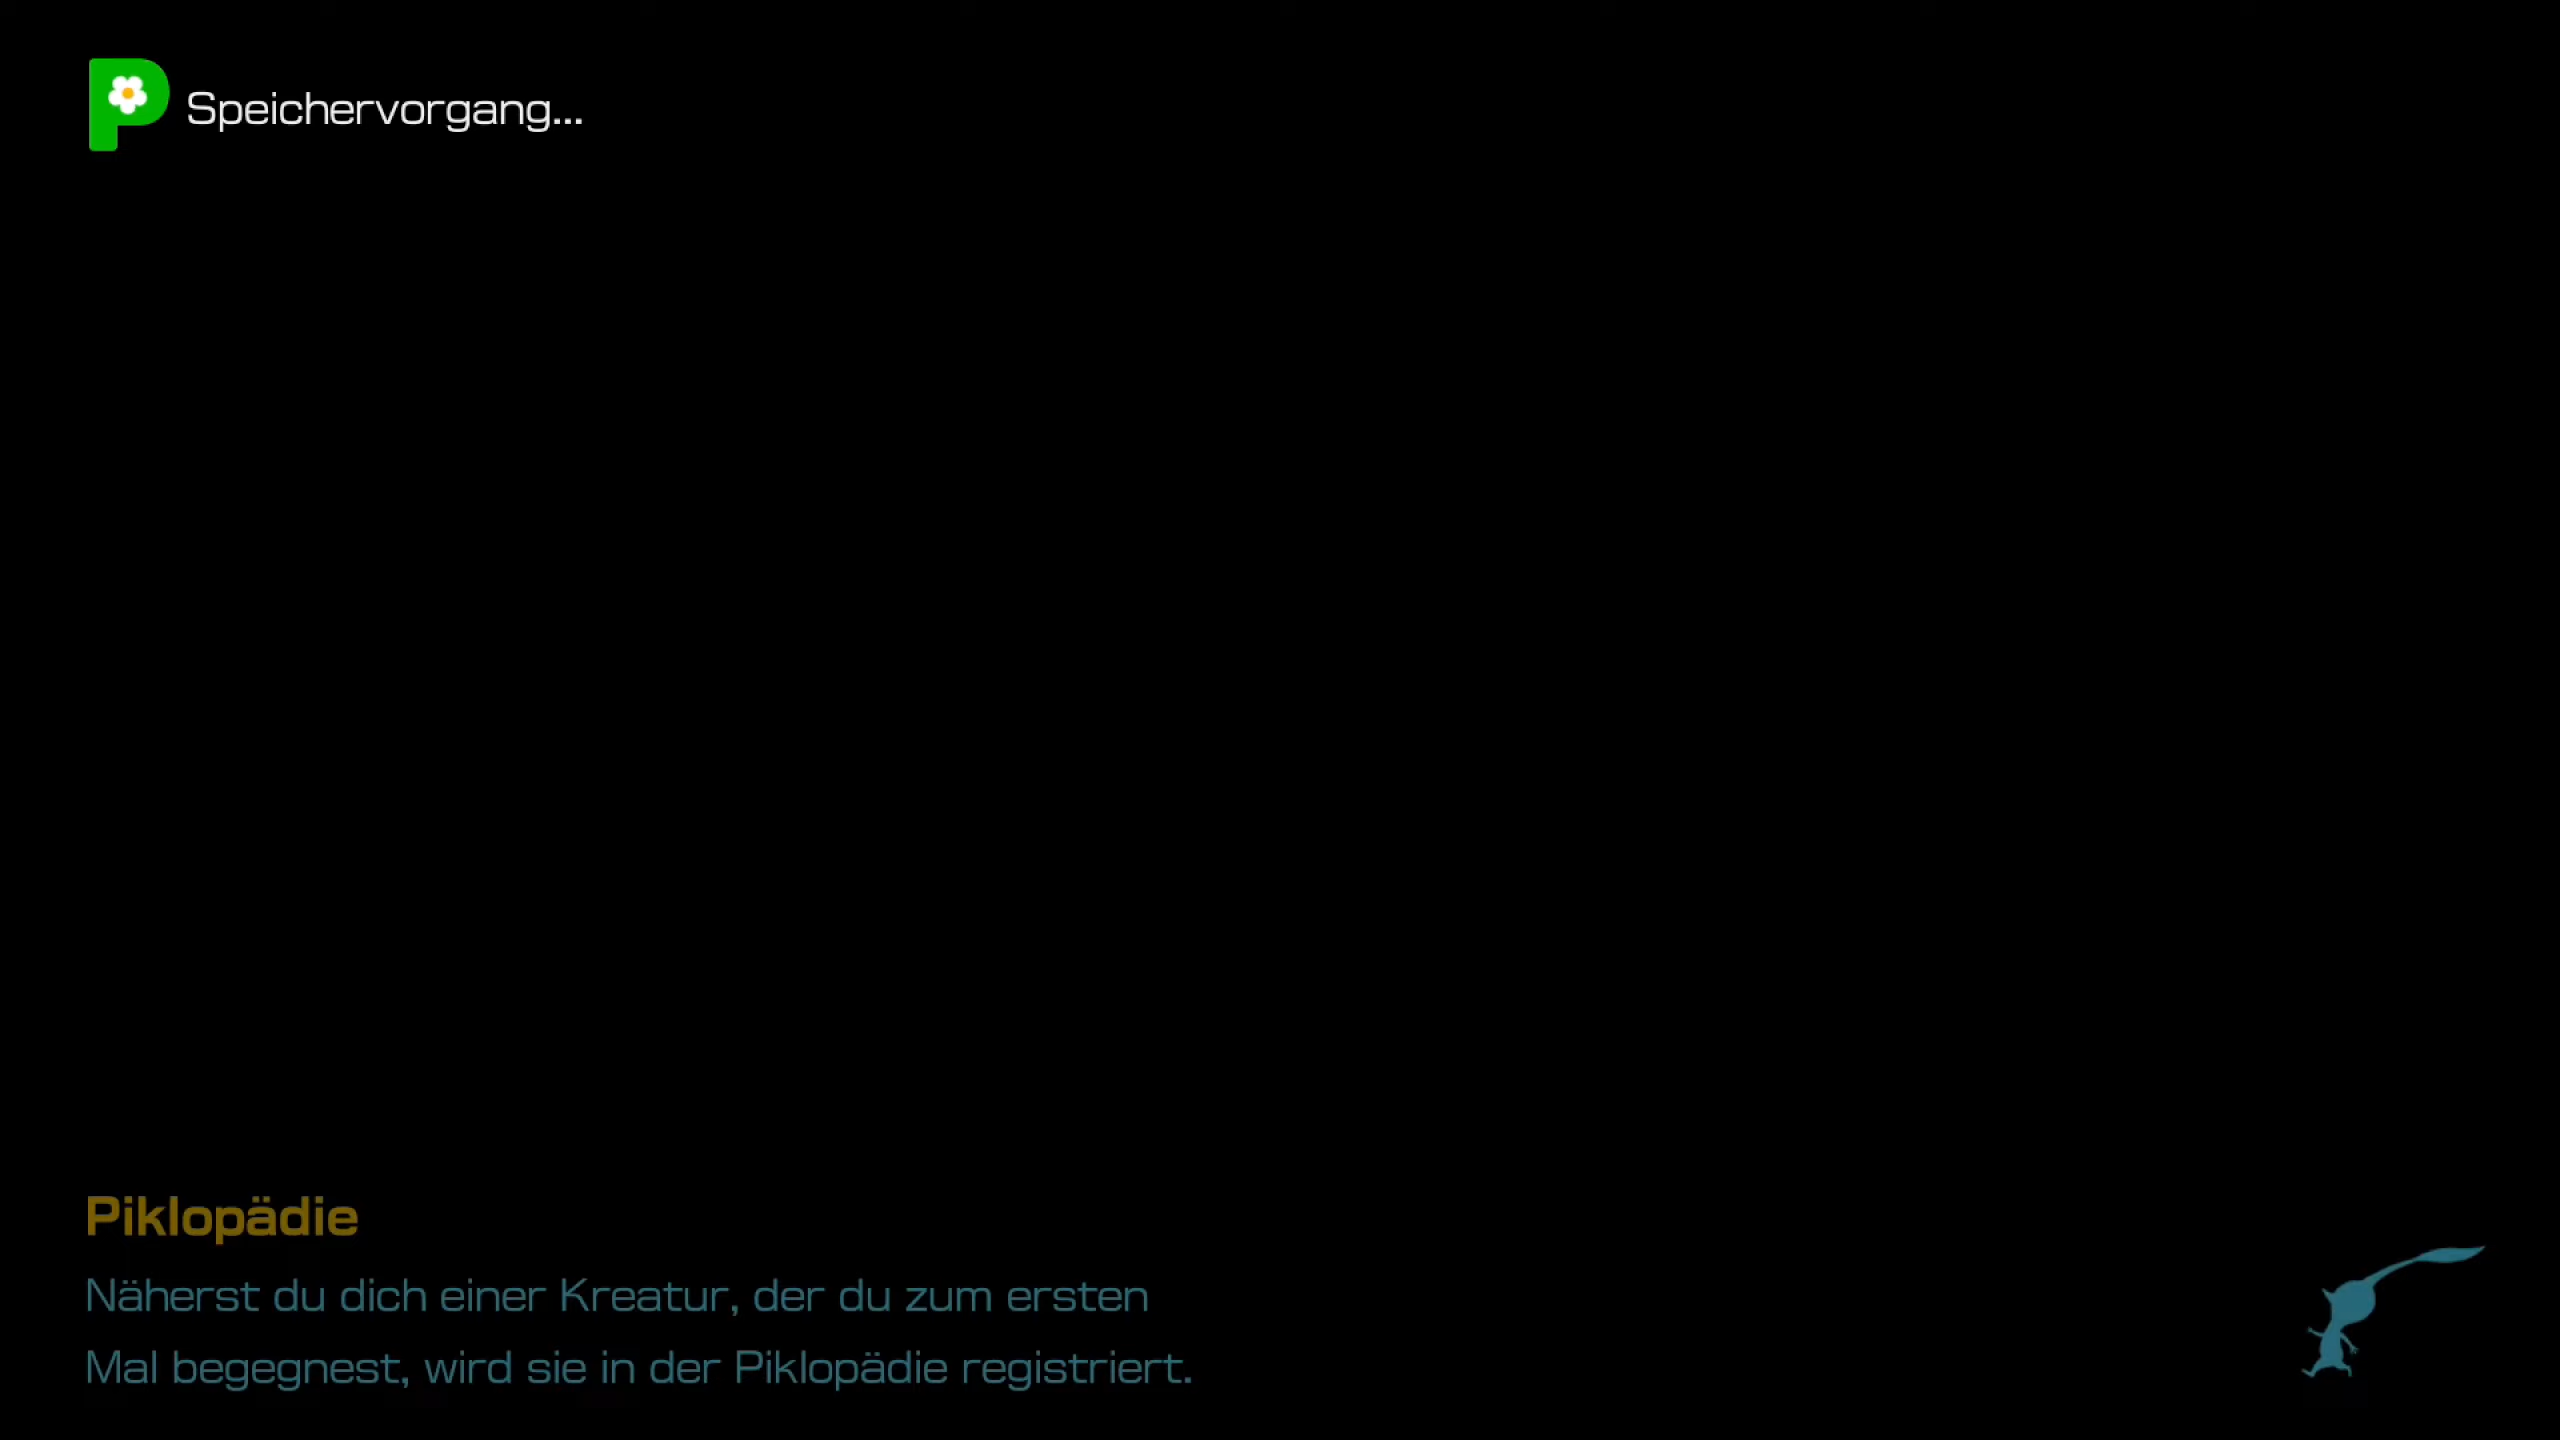 Speichervorgang...
Piklopädie
Näherst du dich einer Kreatur, der du zum ersten
Mal begegnest, wird sie in der Piklopädie registriert.